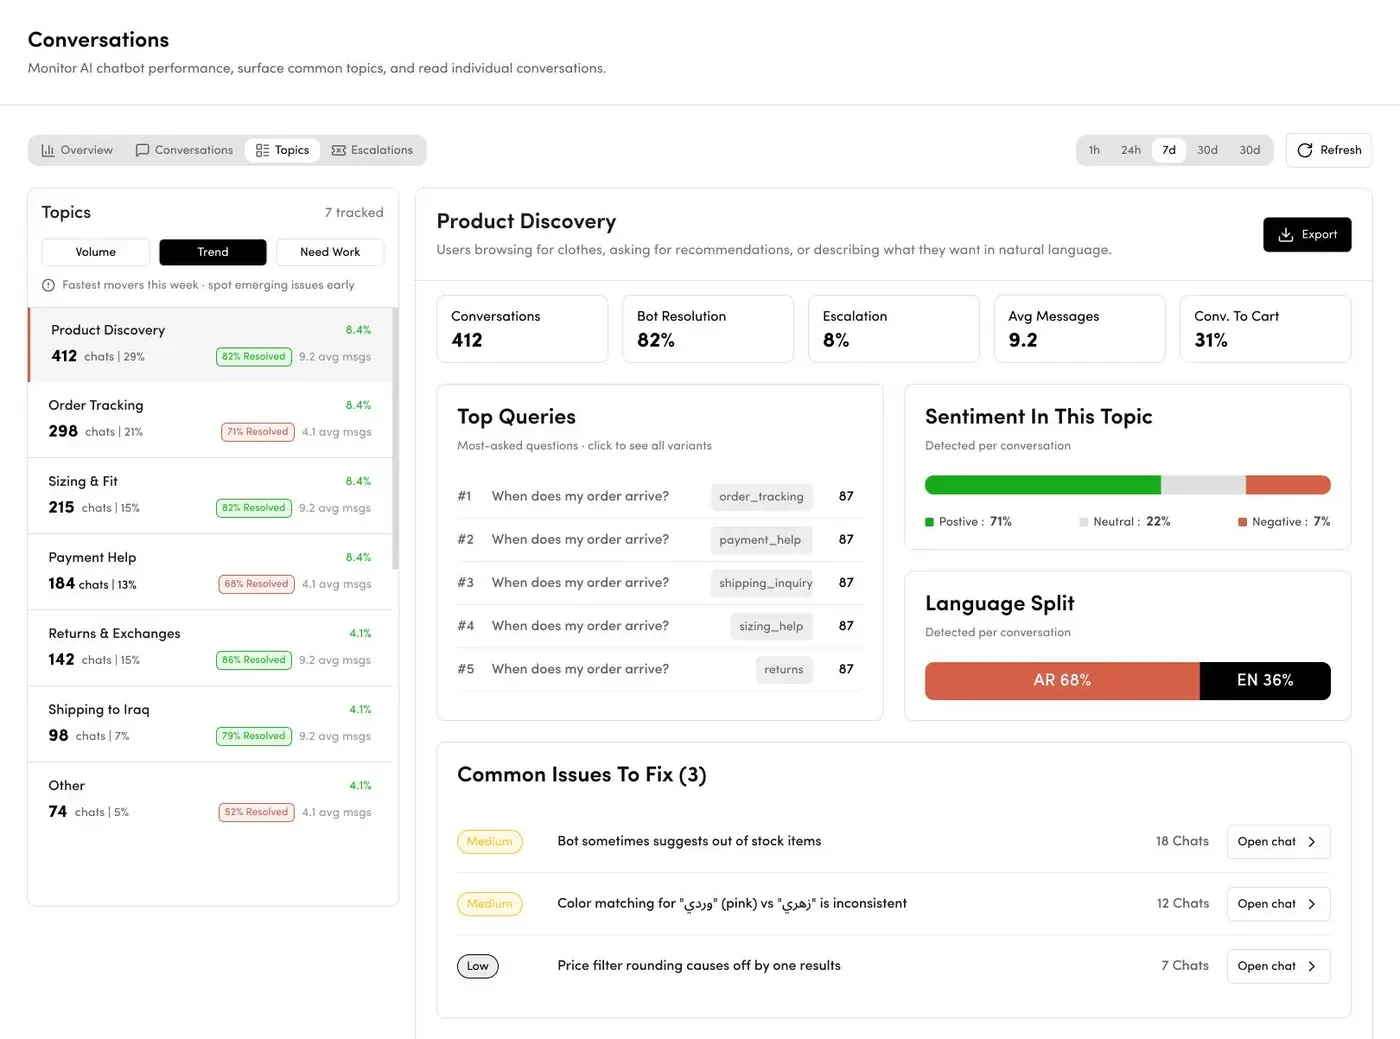 Conversations
Monitor AI chatbot performance, surface common topics, and read individual conversations.
Overview Conversations Topics Escalations
1h 24h 7d 30d 30d Refresh
Topics 7 tracked
Volume Trend Need Work
Fastest movers this week · spot emerging issues early
Product Discovery 8.4%
412 chats | 29% 82% Resolved 9.2 avg msgs
Order Tracking 8.4%
298 chats | 21% 71% Resolved 4.1 avg msgs
Sizing & Fit 8.4%
215 chats | 15% 82% Resolved 9.2 avg msgs
Payment Help 8.4%
184 chats | 13% 68% Resolved 4.1 avg msgs
Returns & Exchanges 4.1%
142 chats | 15% 86% Resolved 9.2 avg msgs
Shipping to Iraq 4.1%
98 chats | 7% 79% Resolved 9.2 avg msgs
Other 4.1%
74 chats | 5% 52% Resolved 4.1 avg msgs
Product Discovery
Users browsing for clothes, asking for recommendations, or describing what they want in natural language.
Export
Conversations
412
Bot Resolution
82%
Escalation
8%
Avg Messages
9.2
Conv. To Cart
31%
Top Queries
Most-asked questions · click to see all variants
#1 When does my order arrive? order_tracking 87
#2 When does my order arrive? payment_help 87
#3 When does my order arrive? shipping_inquiry 87
#4 When does my order arrive? sizing_help 87
#5 When does my order arrive? returns 87
Sentiment In This Topic
Detected per conversation
Postive : 71% Neutral : 22% Negative : 7%
Language Split
Detected per conversation
AR 68% EN 36%
Common Issues To Fix (3)
Medium Bot sometimes suggests out of stock items 18 Chats Open chat
Medium Color matching for "وردي" (pink) vs "زهري" is inconsistent 12 Chats Open chat
Low Price filter rounding causes off by one results 7 Chats Open chat